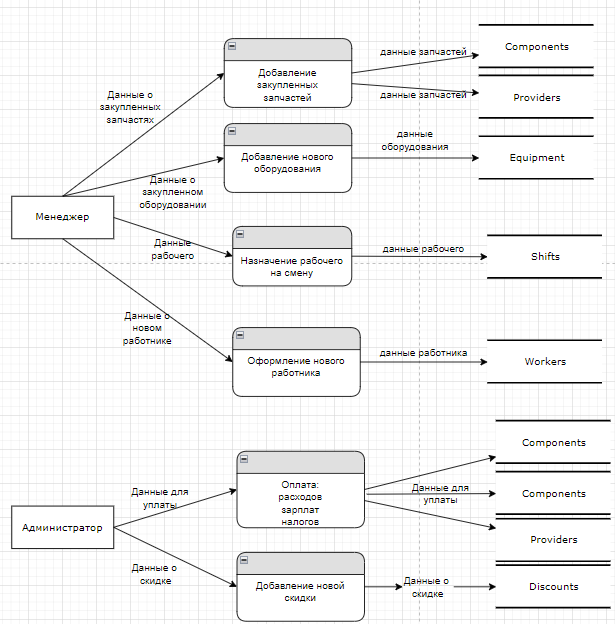 Components
данные запчастей
Добавление
закупленных
запчастей
Данные о
закупленных
запчастях
данные запчастей
Providers
данные
оборудования
Добавление нового
оборудования
Equipment
Данные о
закупленном
оборудовании
Менеджер
Данные
рабочего
данные рабочего
Назначение рабочего
на смену
Shifts
Данные о
новом
работнике
данные работника
Оформление нового
работника
Workers
Components
Оплата:
расходов
зарплат
налогов
Данные для
уплаты
Данные для
уплаты
Components
Администратор
Providers
Данные о
скидке
Добавление новой
скидки
Данные о
скидке
Discounts